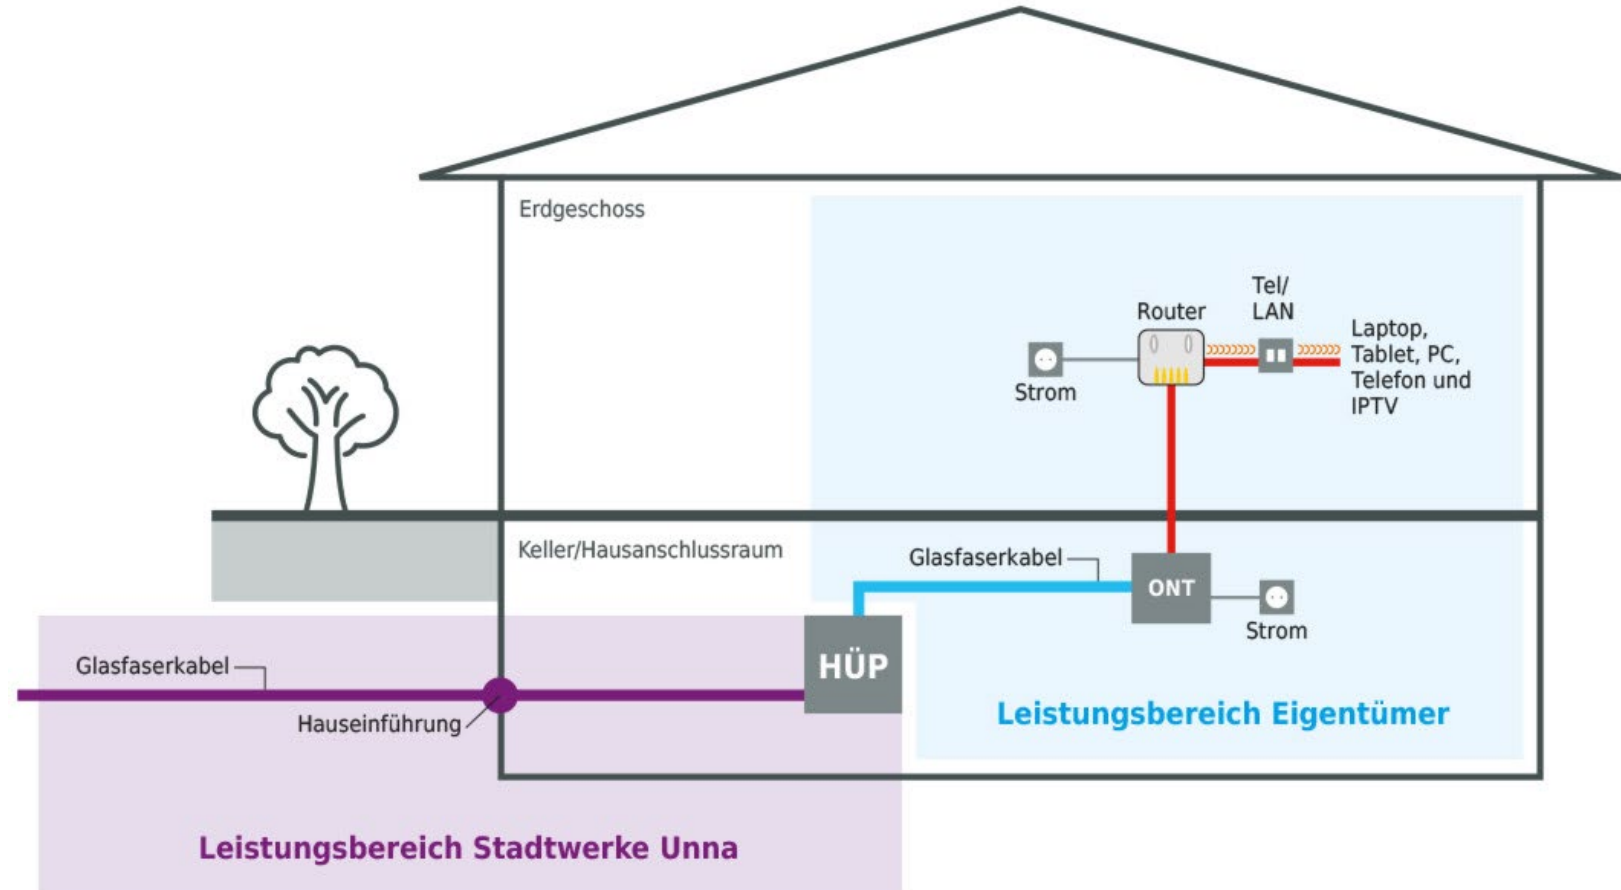 Erdgeschoss
Tel/
LAN
Router
Laptop,
Tablet, PC,
Telefon und
IPTV
Strom
Keller/Hausanschlussraum
Glasfaserkabel
ONT
Strom
Glasfaserkabel
HÜP
Hauseinführung
Leistungsbereich Eigentümer
Leistungsbereich Stadtwerke Unna